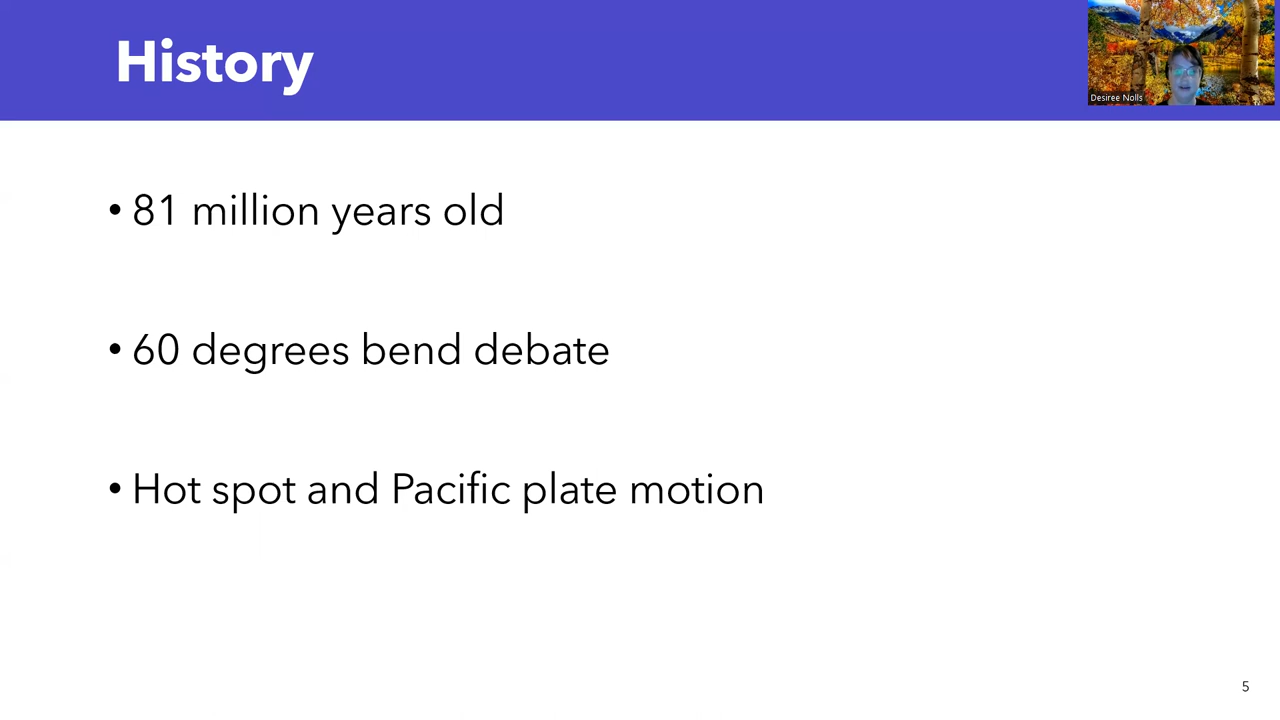 History
Desiree Nolls
• 81 million years old
• 60 degrees bend debate
• Hot spot and Pacific plate motion
5